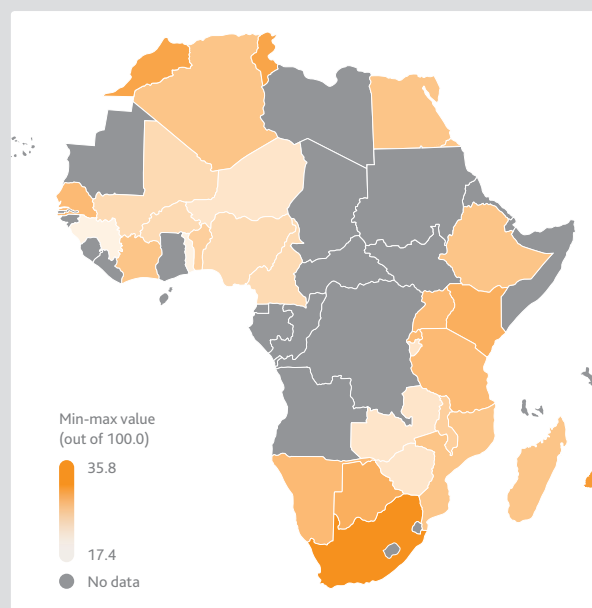 Min-max value
(out of 100.0)
35.8
17.4
No data